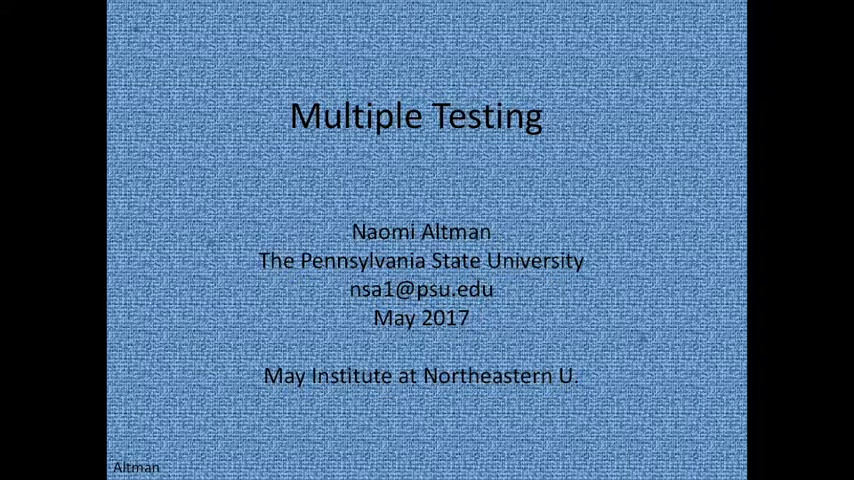 Multiple Testing
Naomi Altman
The Pennsylvania State University
nsa1@psu.edu
May 2017
May Institute at Northeastern U.
Altman